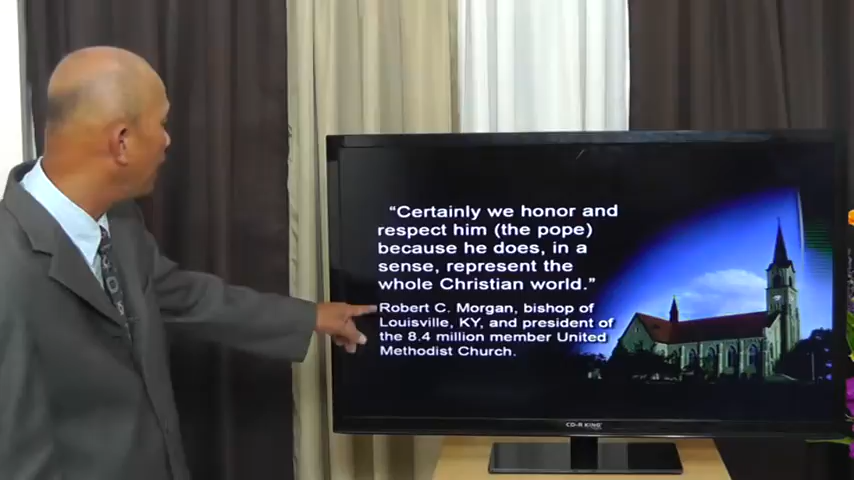 “Certainly we honor and
respect him (the pope)
because he does, in a
sense, represent the
whole Christian world.”
Robert C. Morgan, bishop of
Louisville, KY, and president of
the 8.4 million member United
Methodist Church.
CD-R KING